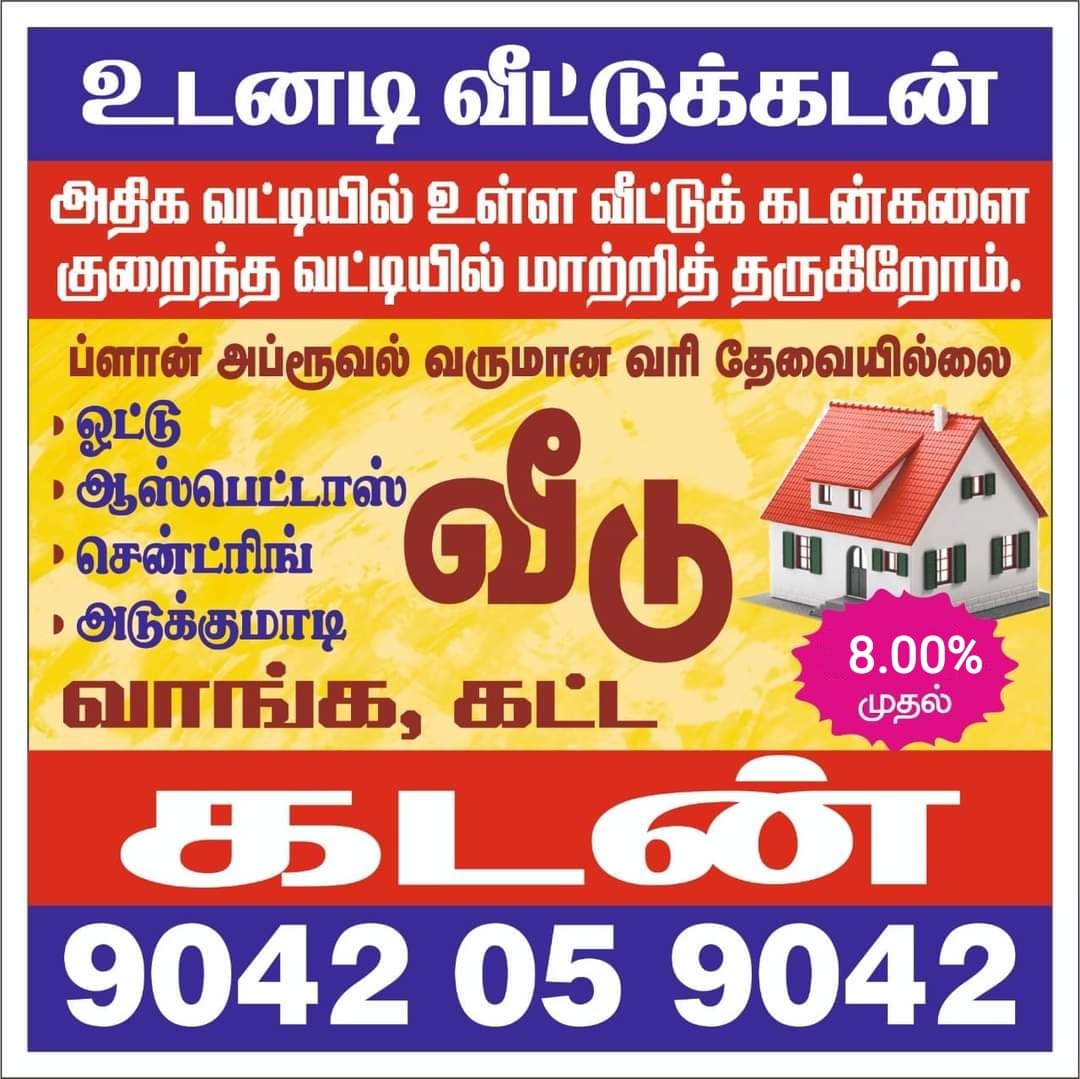 உடனடி வீட்டுக்கடன்
அதிக வட்டியில் உள்ள வீட்டுக் கடன்களை
குறைந்த வட்டியில் மாற்றித் தருகிறோம்.
ப்ளான் அப்ரூவல் வருமான வரி தேவையில்லை
ஓட்டு
ஆஸ்பெட்டாஸ்
சென்ட்ரிங்
அடுக்குமாடி
வீடு
வாங்க, கட்ட
8.00%
முதல்
கடன்
9042 05 9042